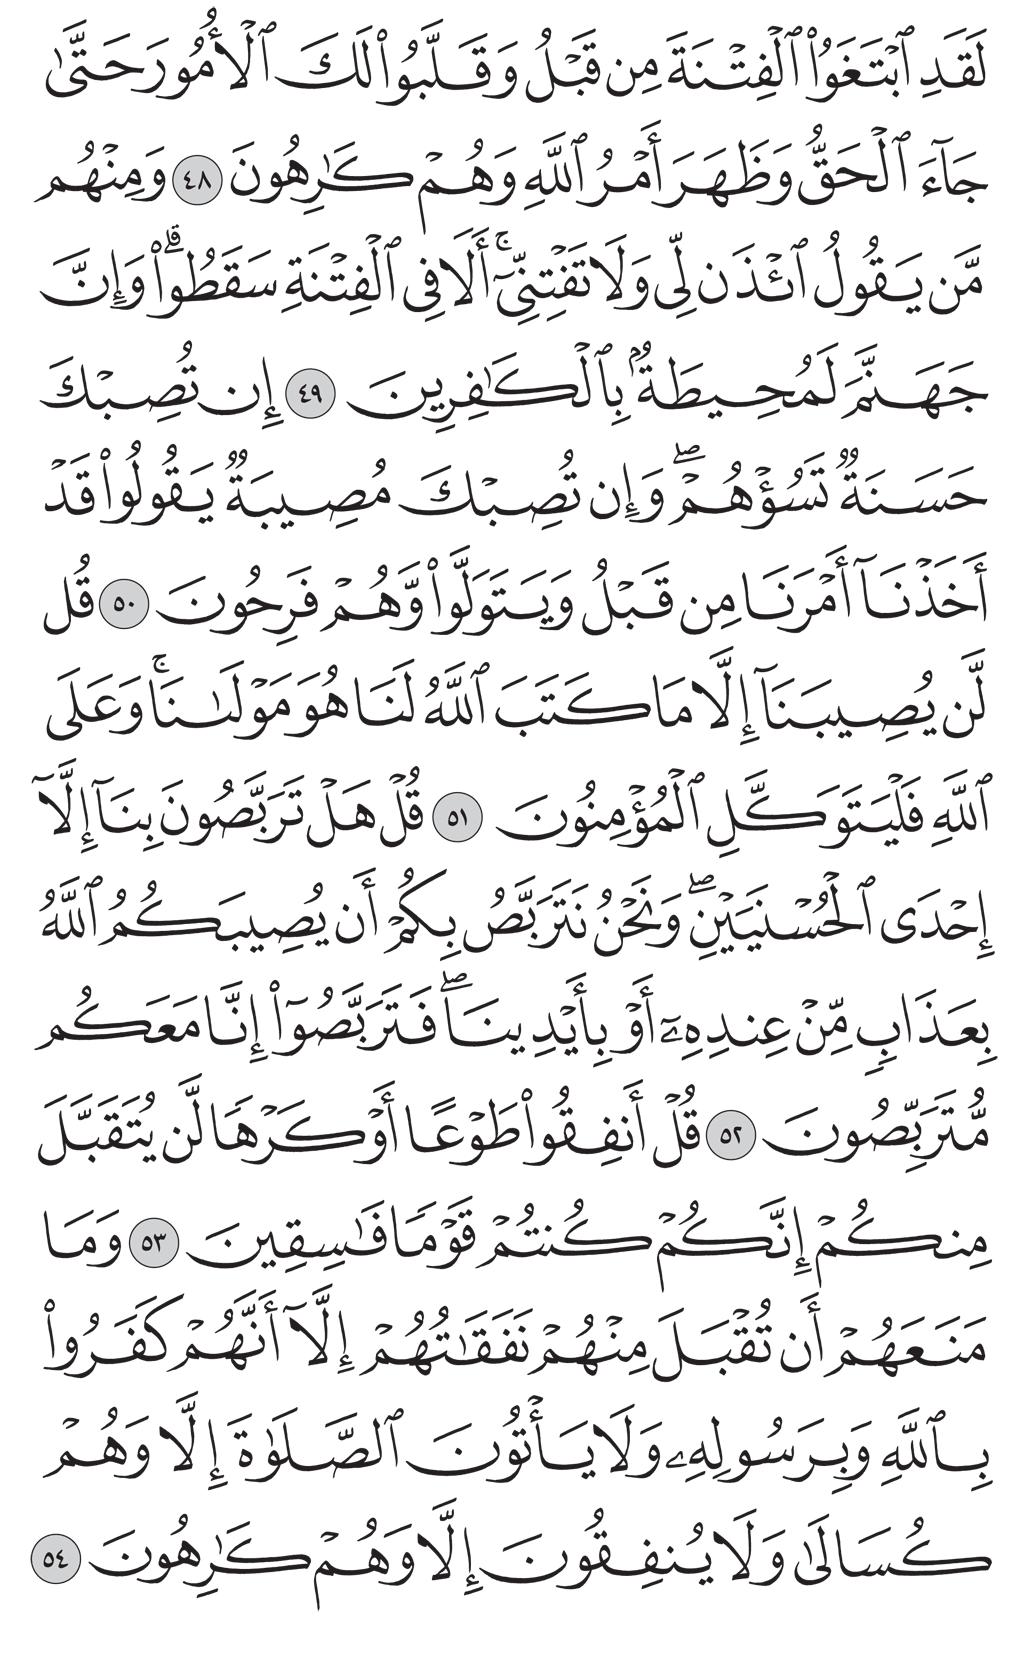 لَقَدِ ٱبْتَغَوُا۟ ٱلْفِتْنَةَ مِن قَبْلُ وَقَلَّبُوا۟ لَكَ ٱلْأُمُورَ حَتَّىٰ
جَآءَ ٱلْحَقُّ وَظَهَرَ أَمْرُ ٱللَّهِ وَهُمْ كَٰرِهُونَ ٤٨ وَمِنْهُم
مَّن يَقُولُ ٱئْذَن لِّى وَلَا تَفْتِنِّىٓ ۚ أَلَا فِى ٱلْفِتْنَةِ سَقَطُوا۟ ۗ وَإِنَّ
جَهَنَّمَ لَمُحِيطَةٌۢ بِٱلْكَٰفِرِينَ ٤٩ إِن تُصِبْكَ
حَسَنَةٌ تَسُؤْهُمْ ۖ وَإِن تُصِبْكَ مُصِيبَةٌ يَقُولُوا۟ قَدْ
أَخَذْنَآ أَمْرَنَا مِن قَبْلُ وَيَتَوَلَّوا۟ وَّهُمْ فَرِحُونَ ٥٠ قُل
لَّن يُصِيبَنَآ إِلَّا مَا كَتَبَ ٱللَّهُ لَنَا هُوَ مَوْلَىٰنَا ۚ وَعَلَى
ٱللَّهِ فَلْيَتَوَكَّلِ ٱلْمُؤْمِنُونَ ٥١ قُلْ هَلْ تَرَبَّصُونَ بِنَآ إِلَّآ
إِحْدَى ٱلْحُسْنَيَيْنِ ۖ وَنَحْنُ نَتَرَبَّصُ بِكُمْ أَن يُصِيبَكُمُ ٱللَّهُ
بِعَذَابٍ مِّنْ عِندِهِۦٓ أَوْ بِأَيْدِينَا ۖ فَتَرَبَّصُوٓا۟ إِنَّا مَعَكُم
مُّتَرَبِّصُونَ ٥٢ قُلْ أَنفِقُوا۟ طَوْعًا أَوْ كَرْهًا لَّن يُتَقَبَّلَ
مِنكُمْ إِنَّكُمْ كُنتُمْ قَوْمًا فَٰسِقِينَ ٥٣ وَمَا
مَنَعَهُمْ أَن تُقْبَلَ مِنْهُمْ نَفَقَٰتُهُمْ إِلَّآ أَنَّهُمْ كَفَرُوا۟
بِٱللَّهِ وَبِرَسُولِهِۦ وَلَا يَأْتُونَ ٱلصَّلَوٰةَ إِلَّا وَهُمْ
كُسَالَىٰ وَلَا يُنفِقُونَ إِلَّا وَهُمْ كَٰرِهُونَ ٥٤